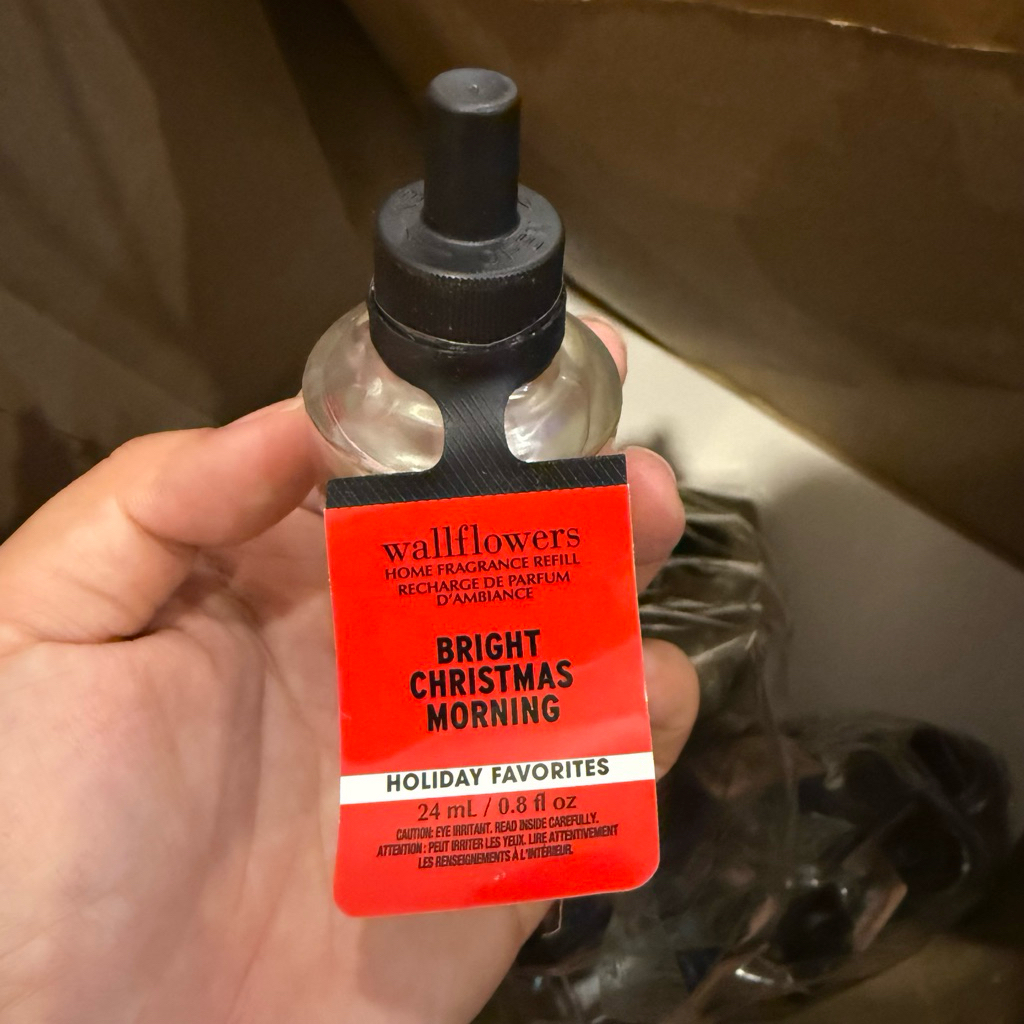 wallflowers
HOME FRAGRANCE REFILL
RECHARGE DE PARFUM
D'AMBIANCE
BRIGHT
CHRISTMAS
MORNING
HOLIDAY FAVORITES
24 mL / 0.8 fl oz
CAUTION: EYE IRRITANT. READ INSIDE CAREFULLY.
ATTENTION : PEUT IRRITER LES YEUX. LIRE ATTENTIVEMENT
LES RENSEIGNEMENTS À L'INTÉRIEUR.